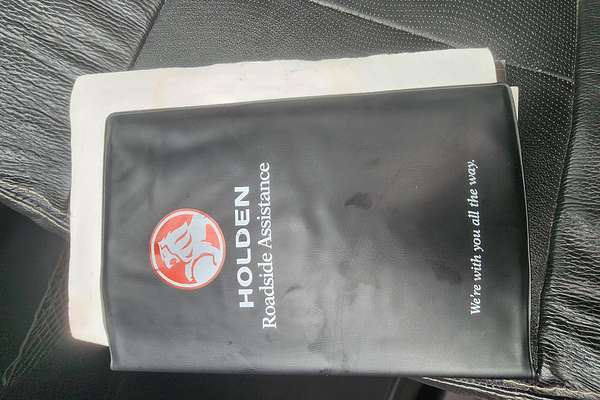 HOLDEN
Roadside Assistance
We're with you all the way.